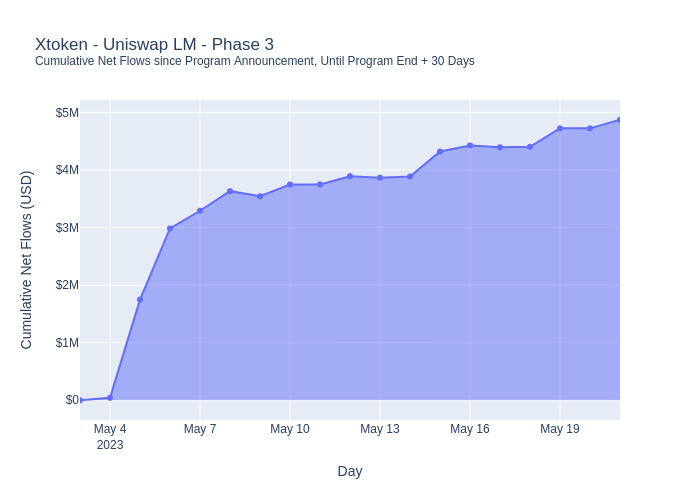 Xtoken - Uniswap LM - Phase 3
Cumulative Net Flows since Program Announcement, Until Program End + 30 Days
Cumulative Net Flows (USD)
$5M
$4M
$3M
$2M
$1M
$0
May 4
2023
May 7
May 10
May 13
May 16
May 19
Day